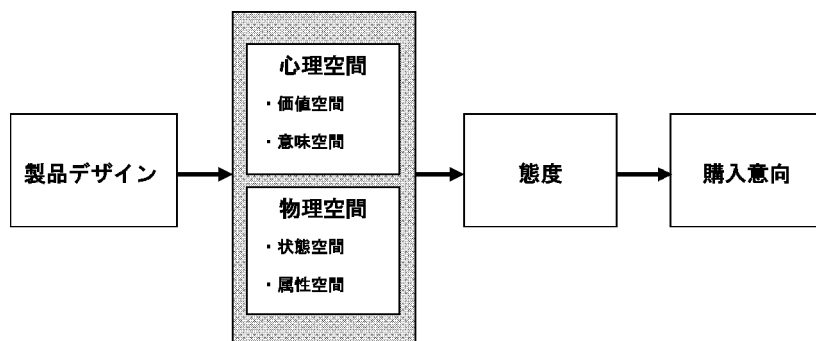 製品デザイン
心理空間
・価値空間
・意味空間
物理空間
・状態空間
・属性空間
態度
購入意向